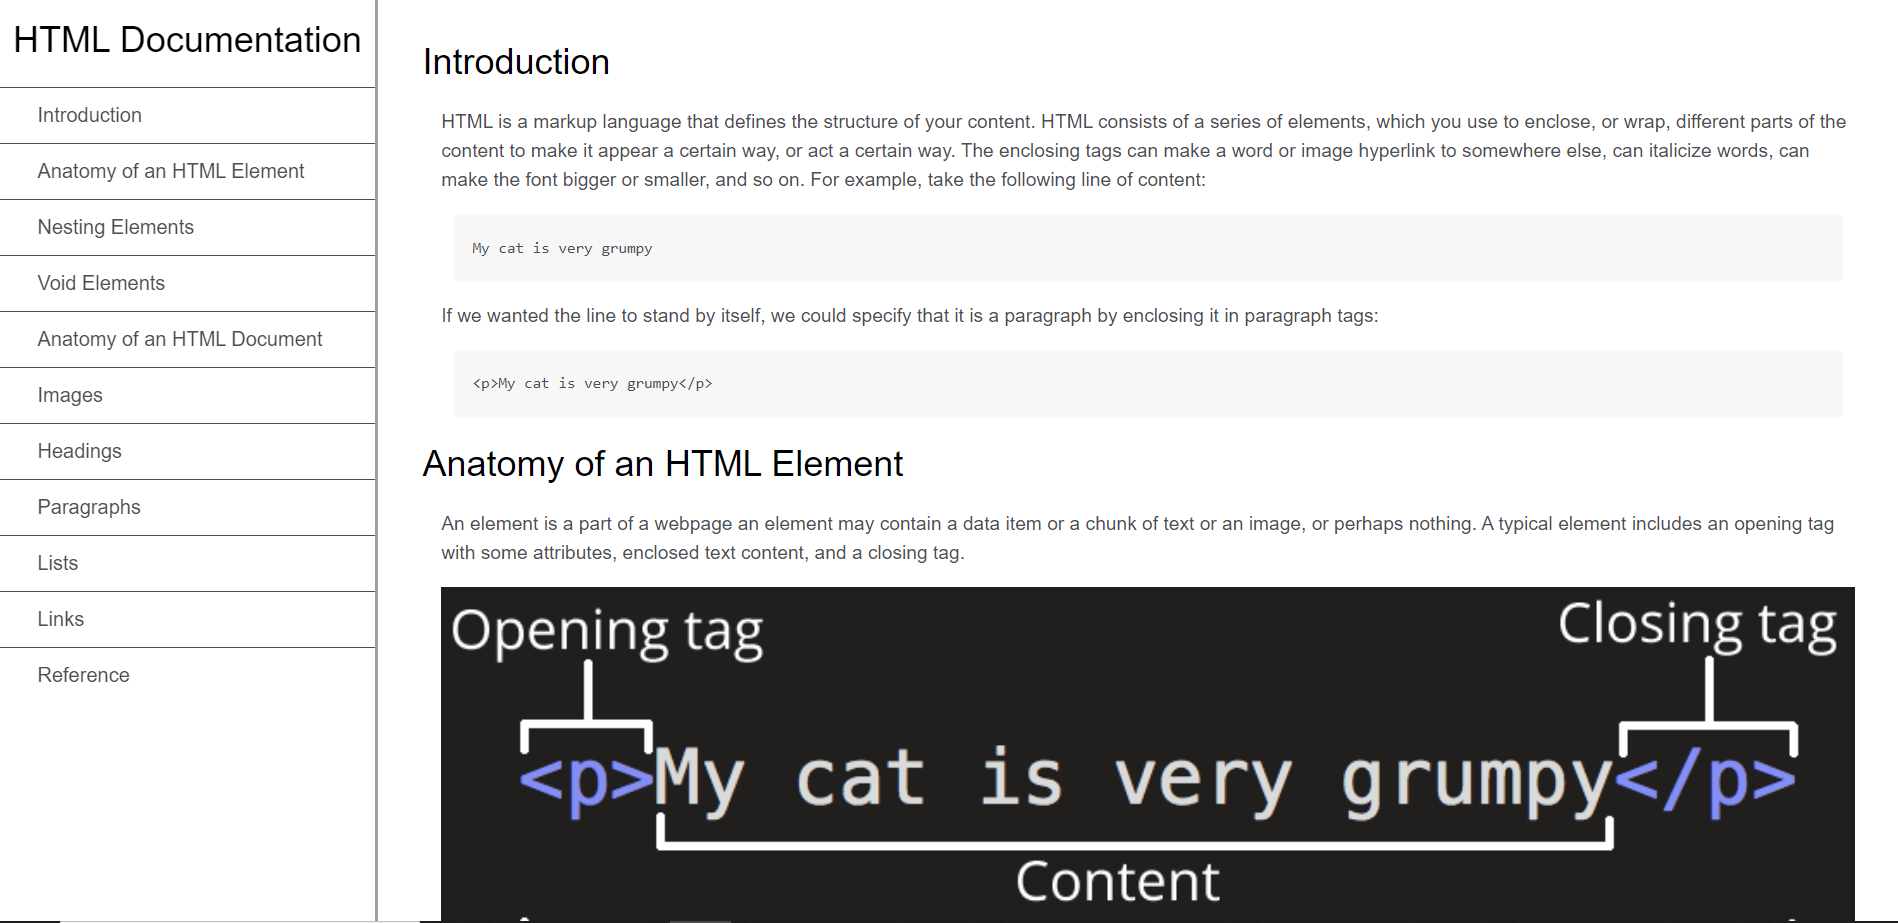 HTML Documentation
Introduction
Anatomy of an HTML Element
Nesting Elements
Void Elements
Anatomy of an HTML Document
Images
Headings
Paragraphs
Lists
Links
Reference
Introduction
HTML is a markup language that defines the structure of your content. HTML consists of a series of elements, which you use to enclose, or wrap, different parts of the
content to make it appear a certain way, or act a certain way. The enclosing tags can make a word or image hyperlink to somewhere else, can italicize words, can
make the font bigger or smaller, and so on. For example, take the following line of content:
My cat is very grumpy
If we wanted the line to stand by itself, we could specify that it is a paragraph by enclosing it in paragraph tags:
<p>My cat is very grumpy</p>
Anatomy of an HTML Element
An element is a part of a webpage an element may contain a data item or a chunk of text or an image, or perhaps nothing. A typical element includes an opening tag
with some attributes, enclosed text content, and a closing tag.
Opening tag
Closing tag
<p>My cat is very grumpy</p>
Content